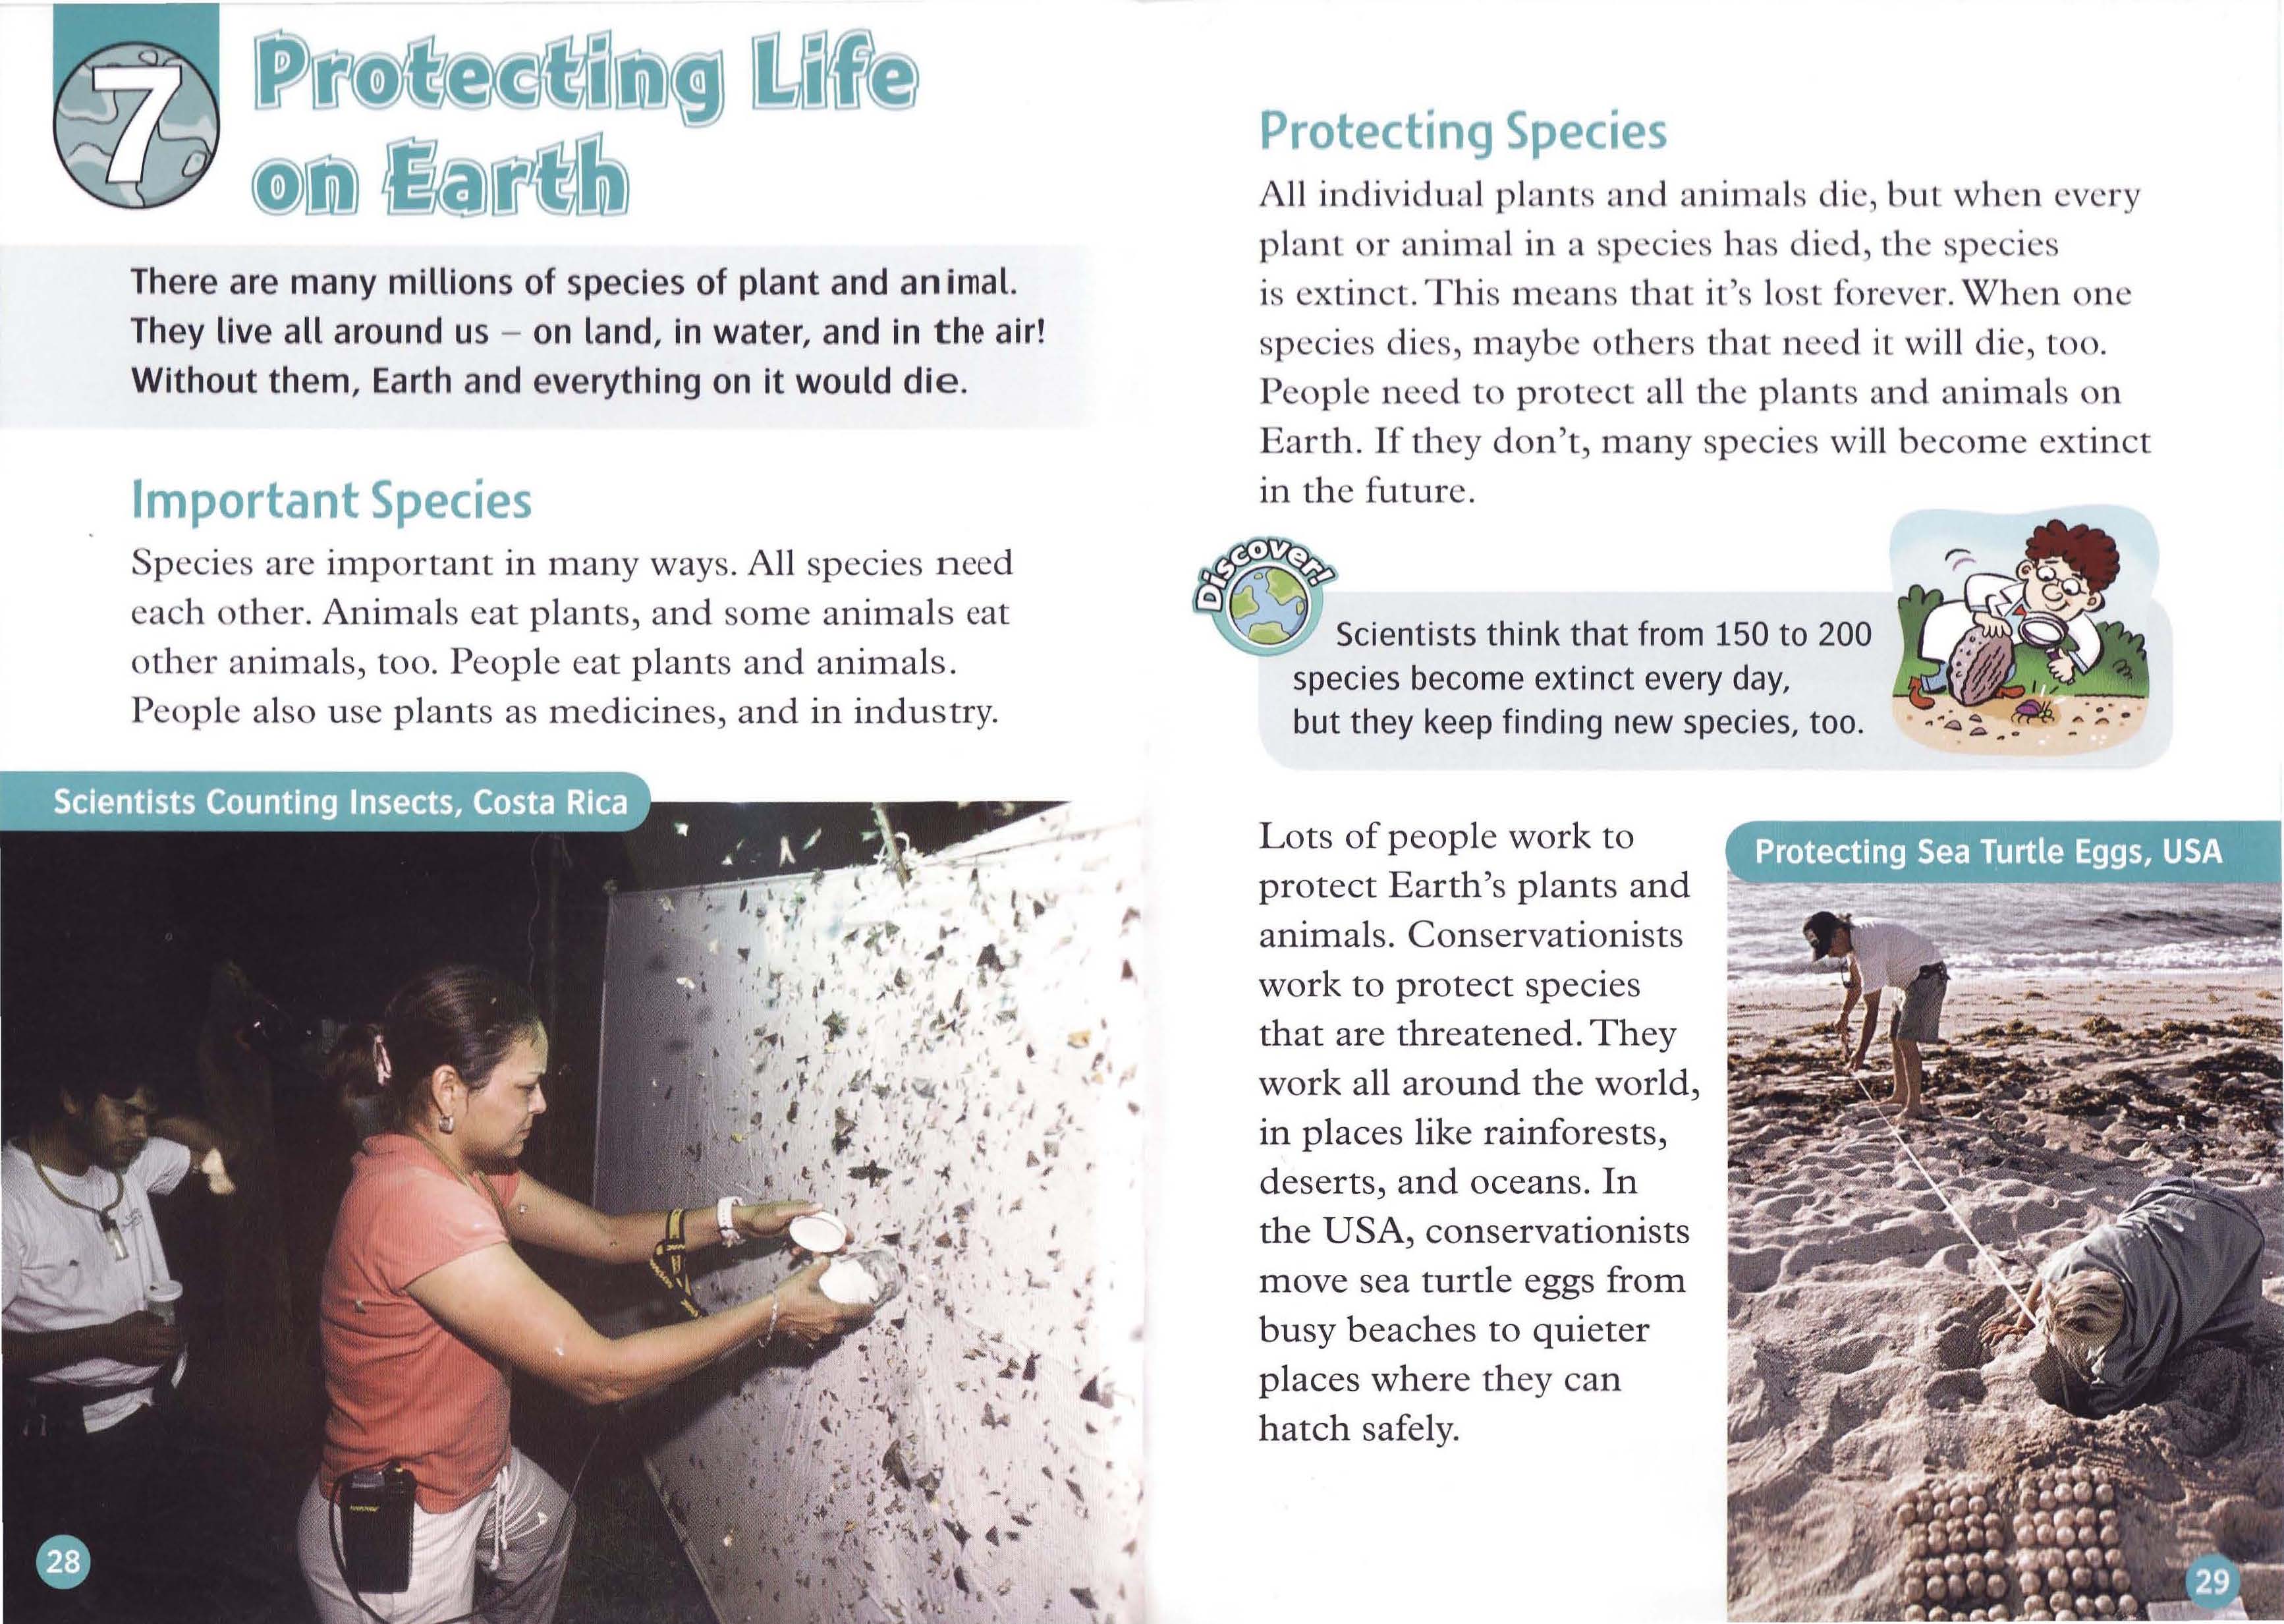 7
Protecting Life
on Earth
There are many millions of species of plant and animal.
They live all around us – on land, in water, and in the air!
Without them, Earth and everything on it would die.
Important Species
Species are important in many ways. All species need
each other. Animals eat plants, and some animals eat
other animals, too. People eat plants and animals.
People also use plants as medicines, and in industry.
Scientists Counting Insects, Costa Rica
28
Protecting Species
All individual plants and animals die, but when every
plant or animal in a species has died, the species
is extinct. This means that it's lost forever. When one
species dies, maybe others that need it will die, too.
People need to protect all the plants and animals on
Earth. If they don't, many species will become extinct
in the future.
Discover!
Scientists think that from 150 to 200
species become extinct every day,
but they keep finding new species, too.
Lots of people work to
protect Earth's plants and
animals. Conservationists
work to protect species
that are threatened. They
work all around the world,
in places like rainforests,
deserts, and oceans. In
the USA, conservationists
move sea turtle eggs from
busy beaches to quieter
places where they can
hatch safely.
Protecting Sea Turtle Eggs, USA
29